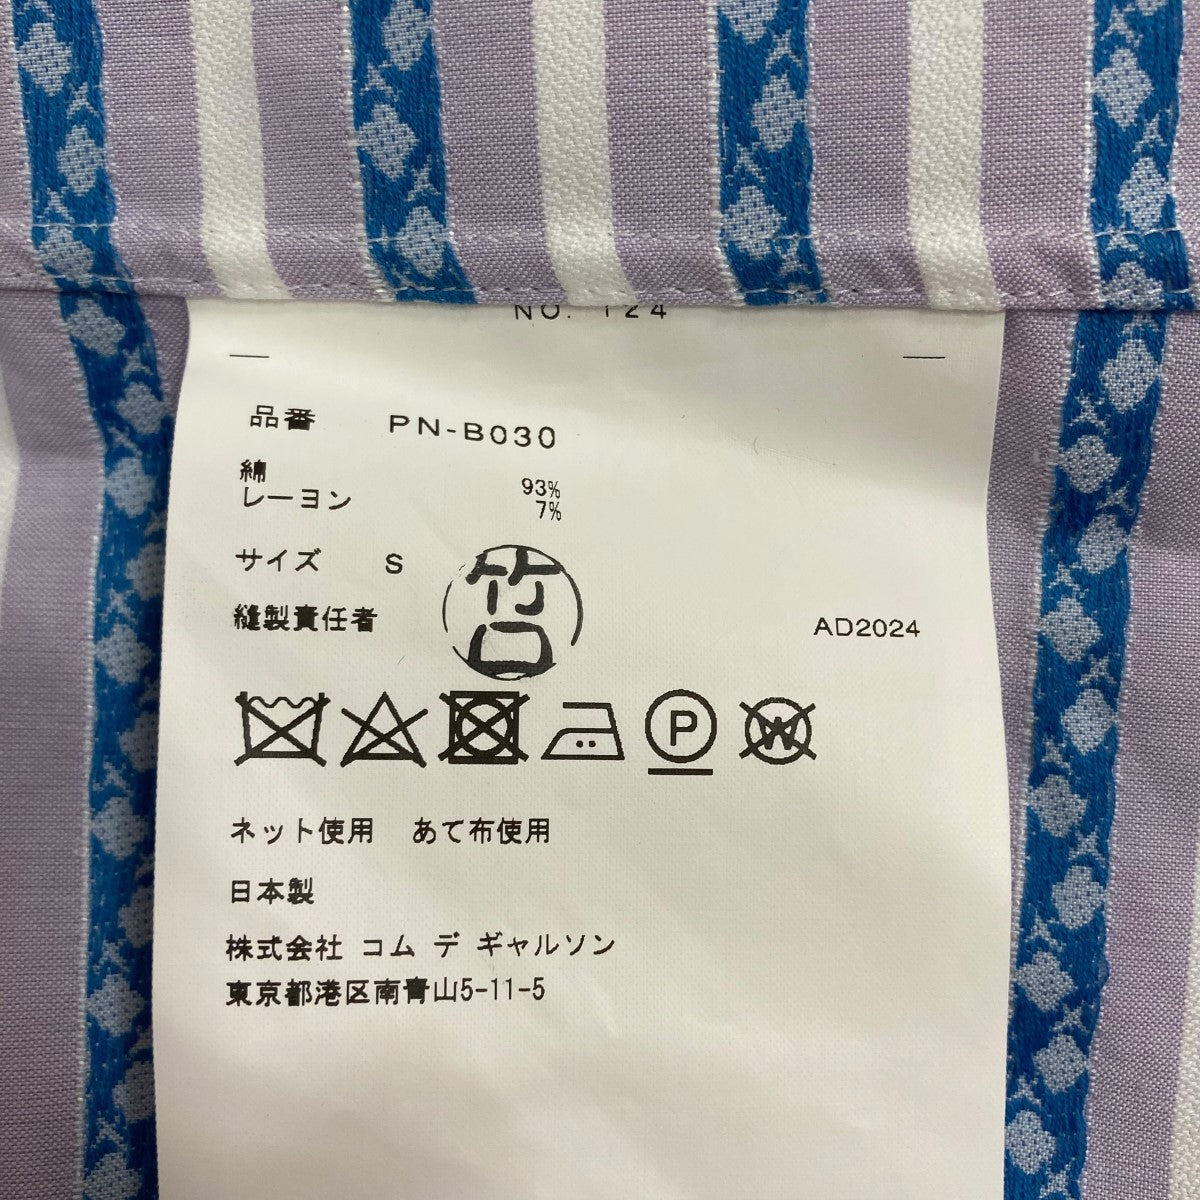 NO. 124
品番 PN-B030
綿 93%
レーヨン 7%
サイズ S
縫製責任者 竹口 AD2024
P W
ネット使用 あて布使用
日本製
株式会社 コム デ ギャルソン
東京都港区南青山5-11-5